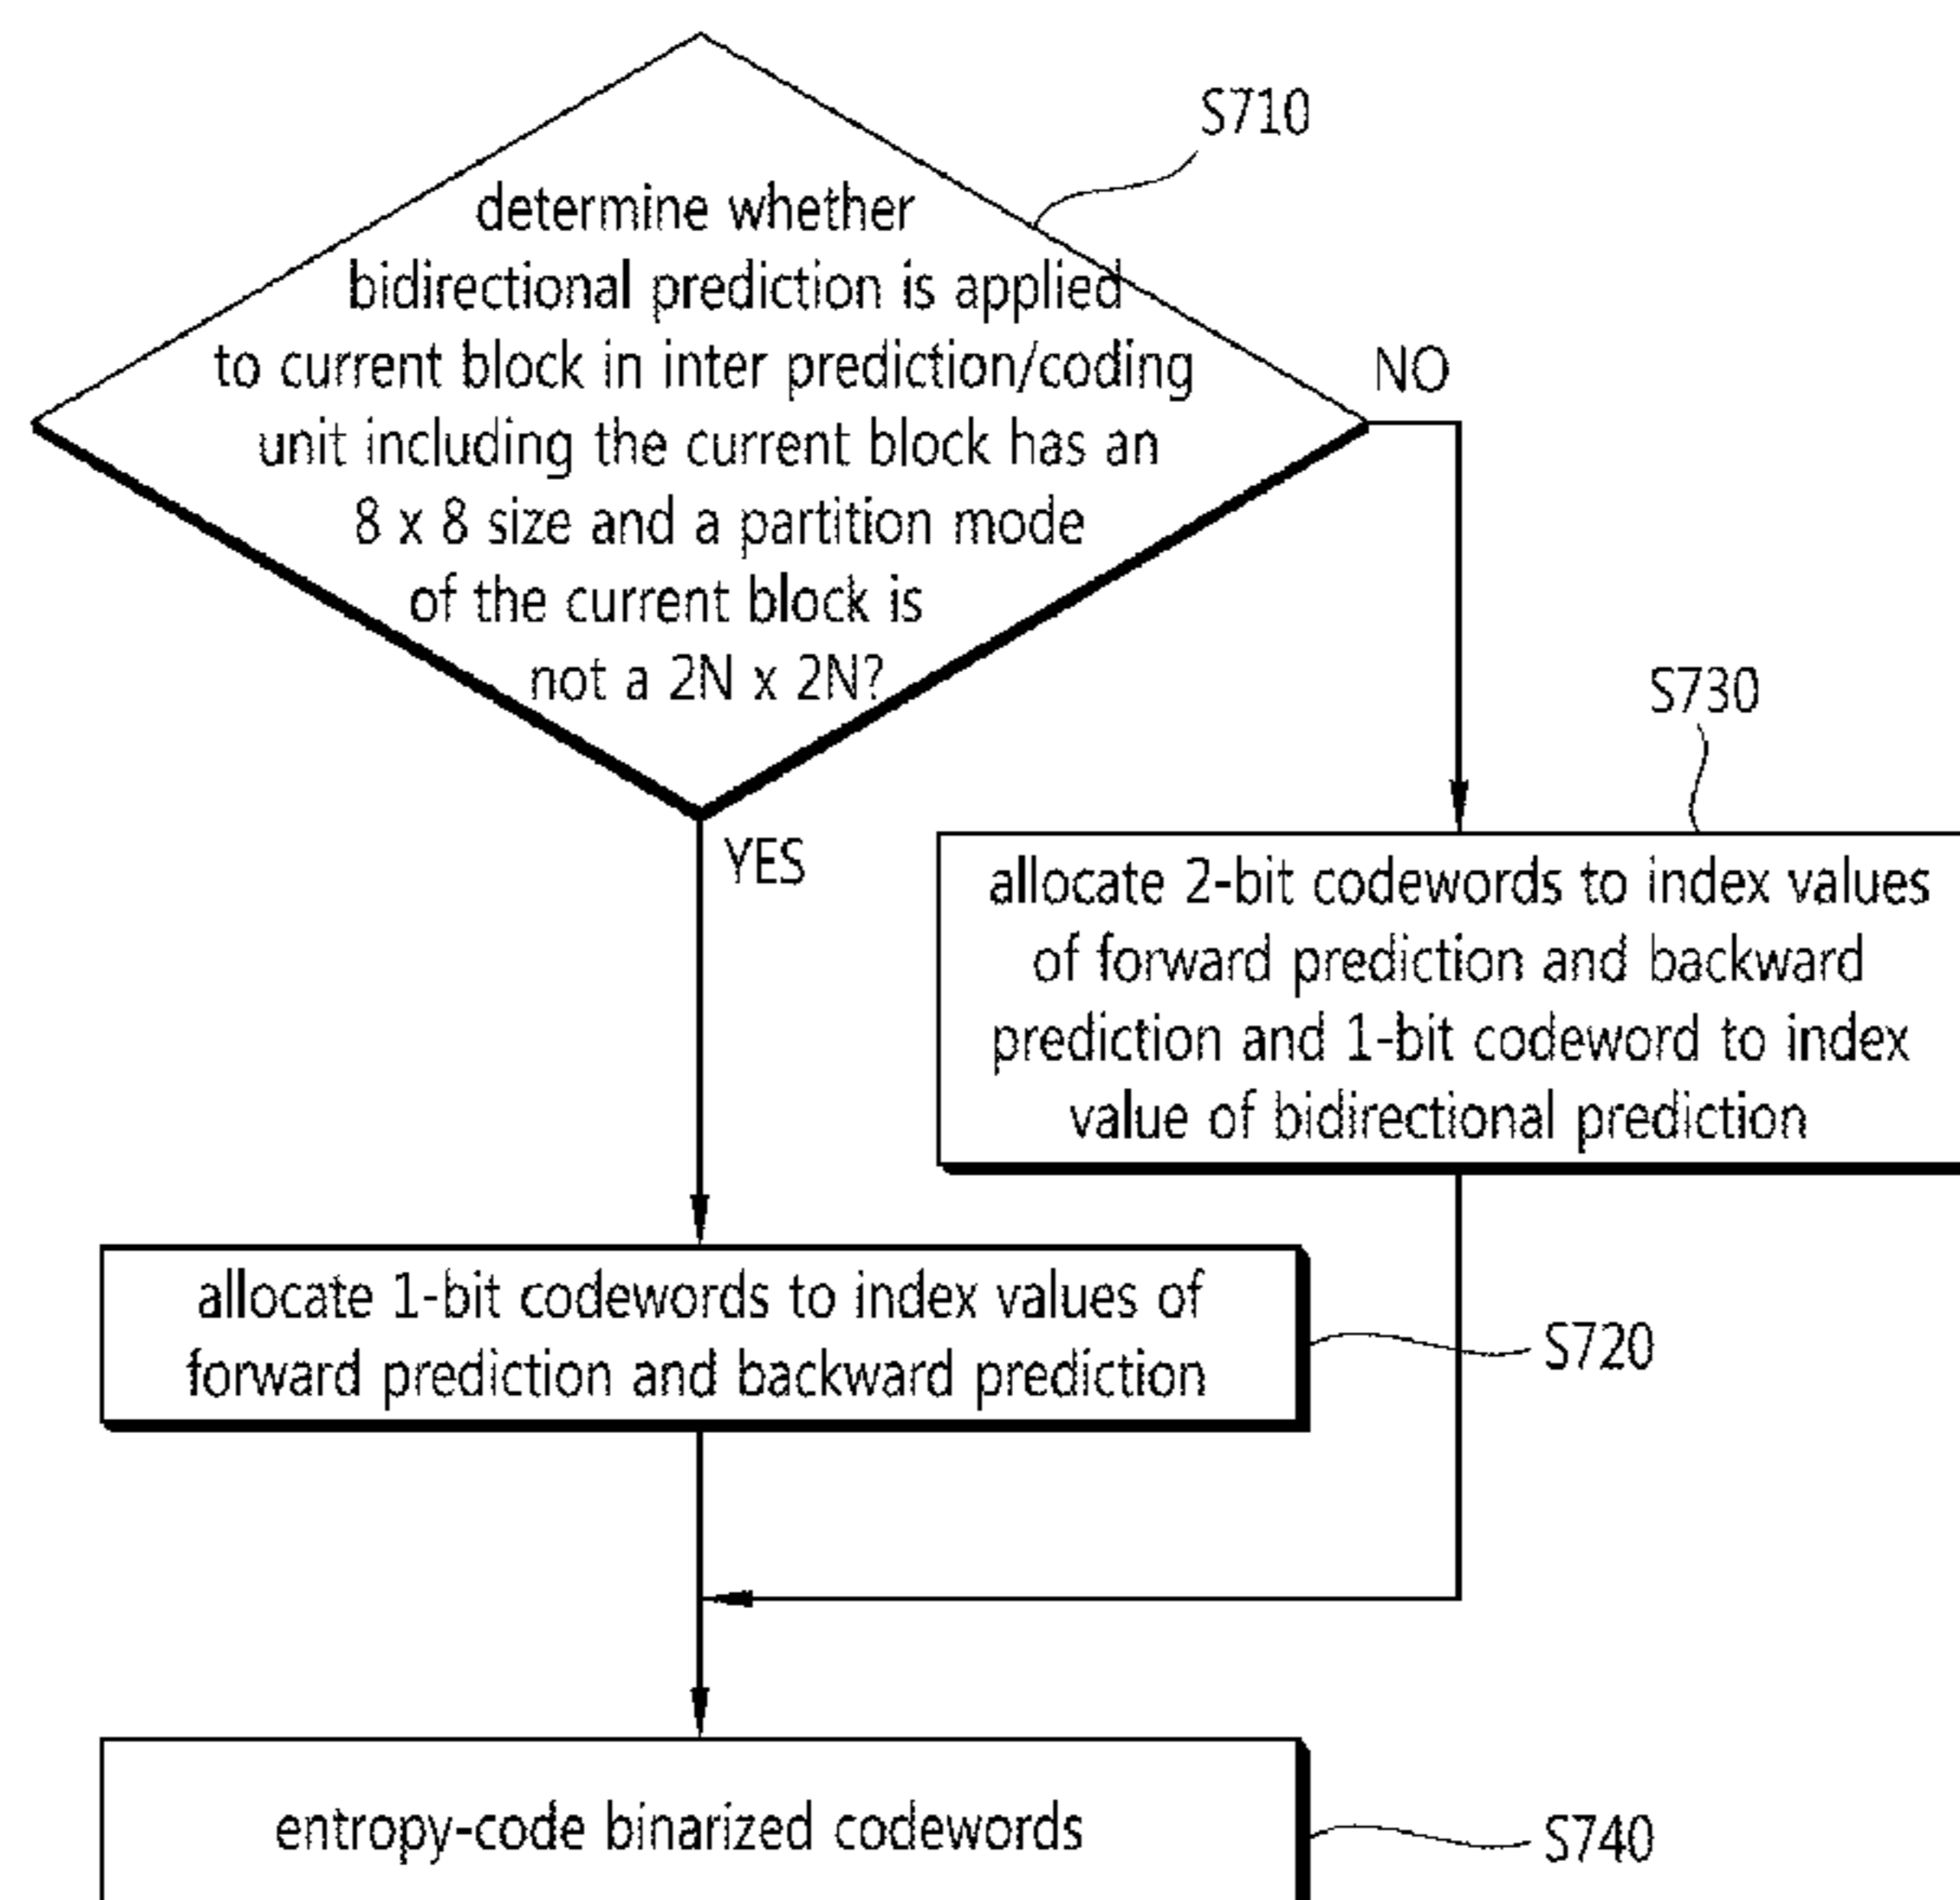 S710
determine whether
bidirectional prediction is applied
to current block in inter prediction/coding
unit including the current block has an
8 x 8 size and a partition mode
of the current block is
not a 2N x 2N?
NO
YES
S730
allocate 2-bit codewords to index values
of forward prediction and backward
prediction and 1-bit codeword to index
value of bidirectional prediction
allocate 1-bit codewords to index values of
forward prediction and backward prediction
S720
entropy-code binarized codewords
S740